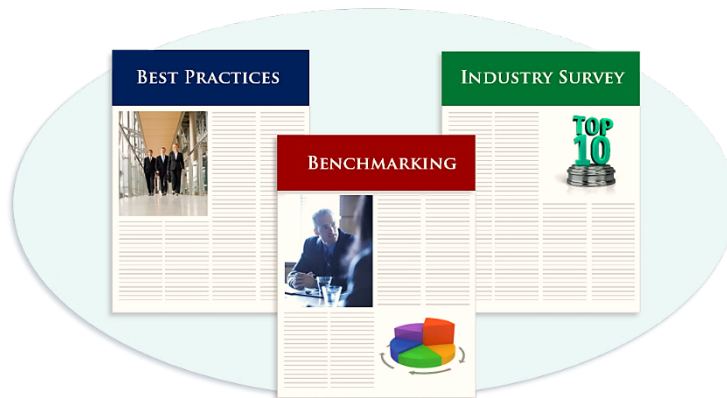 BEST PRACTICES
INDUSTRY SURVEY
TOP
10
BENCHMARKING